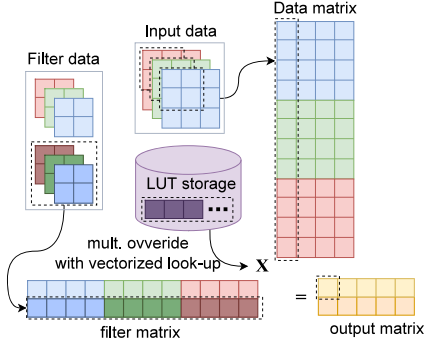 Data matrix
Input data
Filter data
LUT storage
mult. ovveride
with vectorized look-up
X
=
filter matrix
output matrix